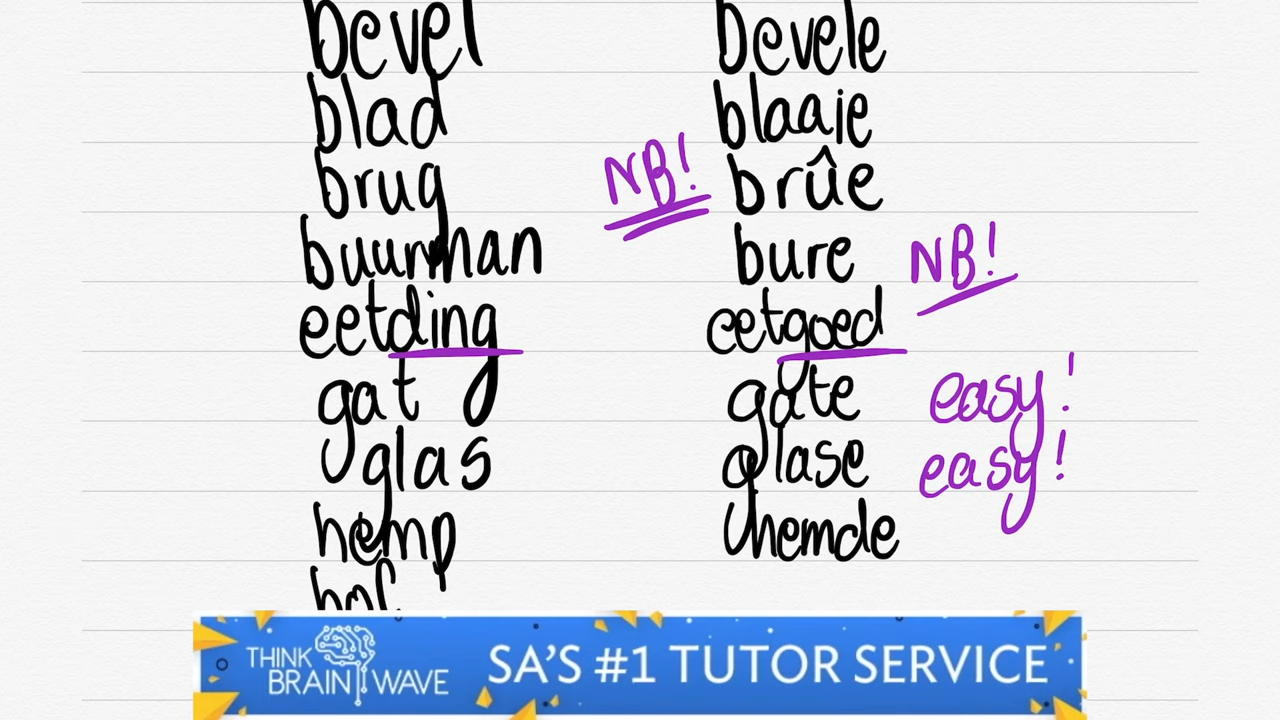 bevel bevele
blad blaaie
brug NB! brûe
buurman bure NB!
eetding eetgoed
gat gate easy!
glas glase easy!
hemp hemde
hof
THINK BRAIN WAVE
SA'S #1 TUTOR SERVICE